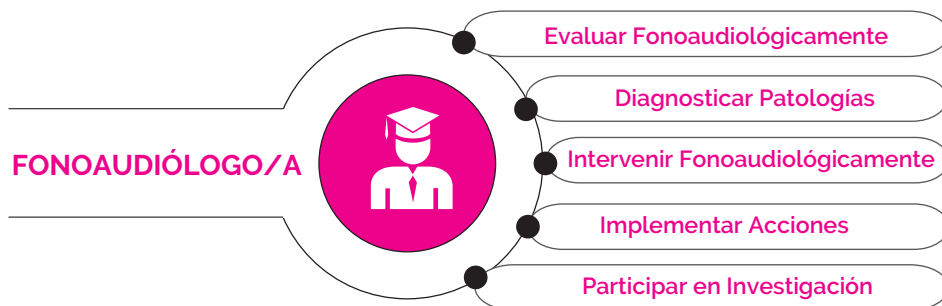 FONOAUDIÓLOGO/A
Evaluar Fonoaudiológicamente
Diagnosticar Patologías
Intervenir Fonoaudiológicamente
Implementar Acciones
Participar en Investigación